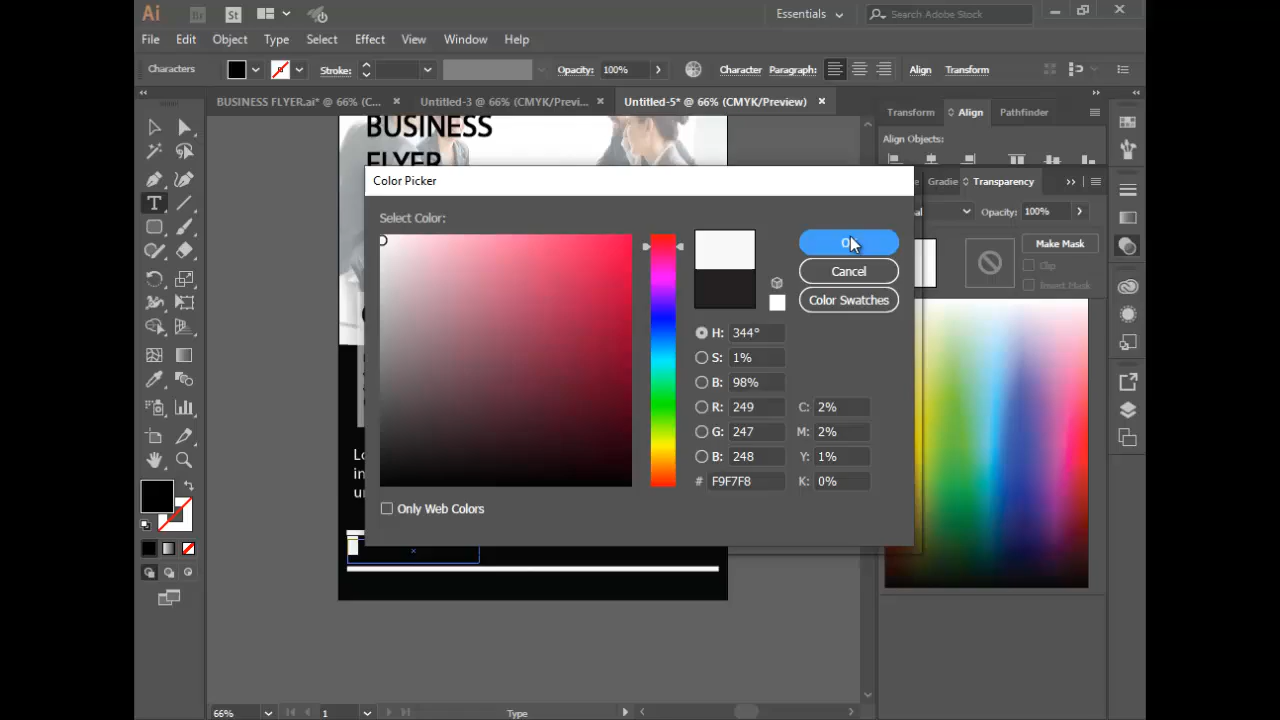 Ai Br St Essentials Search Adobe Stock
File Edit Object Type Select Effect View Window Help
Characters Stroke: Opacity: 100% Character Paragraph: Align Transform
BUSINESS FLYER.ai* @ 66% (C... Untitled-3 @ 66% (CMYK/Previ... Untitled-5* @ 66% (CMYK/Preview)
Transform Align Pathfinder
Align Objects:
BUSINESS
FLYER
Color Picker
Gradie Transparency
Opacity: 100%
Make Mask
Clip
Invert Mask
Select Color:
Cancel
Color Swatches
H: 344°
S: 1%
B: 98%
R: 249 C: 2%
G: 247 M: 2%
B: 248 Y: 1%
# F9F7F8 K: 0%
Only Web Colors
T
66% 1 Type